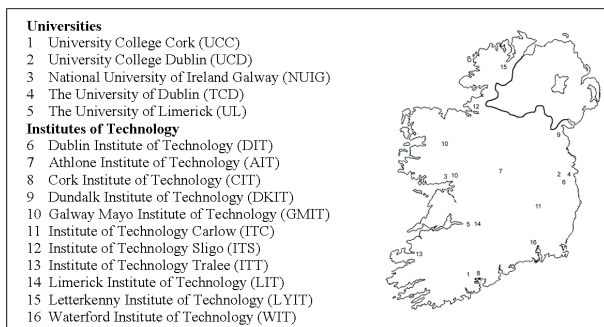 Universities
1 University College Cork (UCC)
2 University College Dublin (UCD)
3 National University of Ireland Galway (NUIG)
4 The University of Dublin (TCD)
5 The University of Limerick (UL)
Institutes of Technology
6 Dublin Institute of Technology (DIT)
7 Athlone Institute of Technology (AIT)
8 Cork Institute of Technology (CIT)
9 Dundalk Institute of Technology (DKIT)
10 Galway Mayo Institute of Technology (GMIT)
11 Institute of Technology Carlow (ITC)
12 Institute of Technology Sligo (ITS)
13 Institute of Technology Tralee (ITT)
14 Limerick Institute of Technology (LIT)
15 Letterkenny Institute of Technology (LYIT)
16 Waterford Institute of Technology (WIT)
15
12
9
10
3 10
7
2 4
6
11
5 14
16
13
1 8